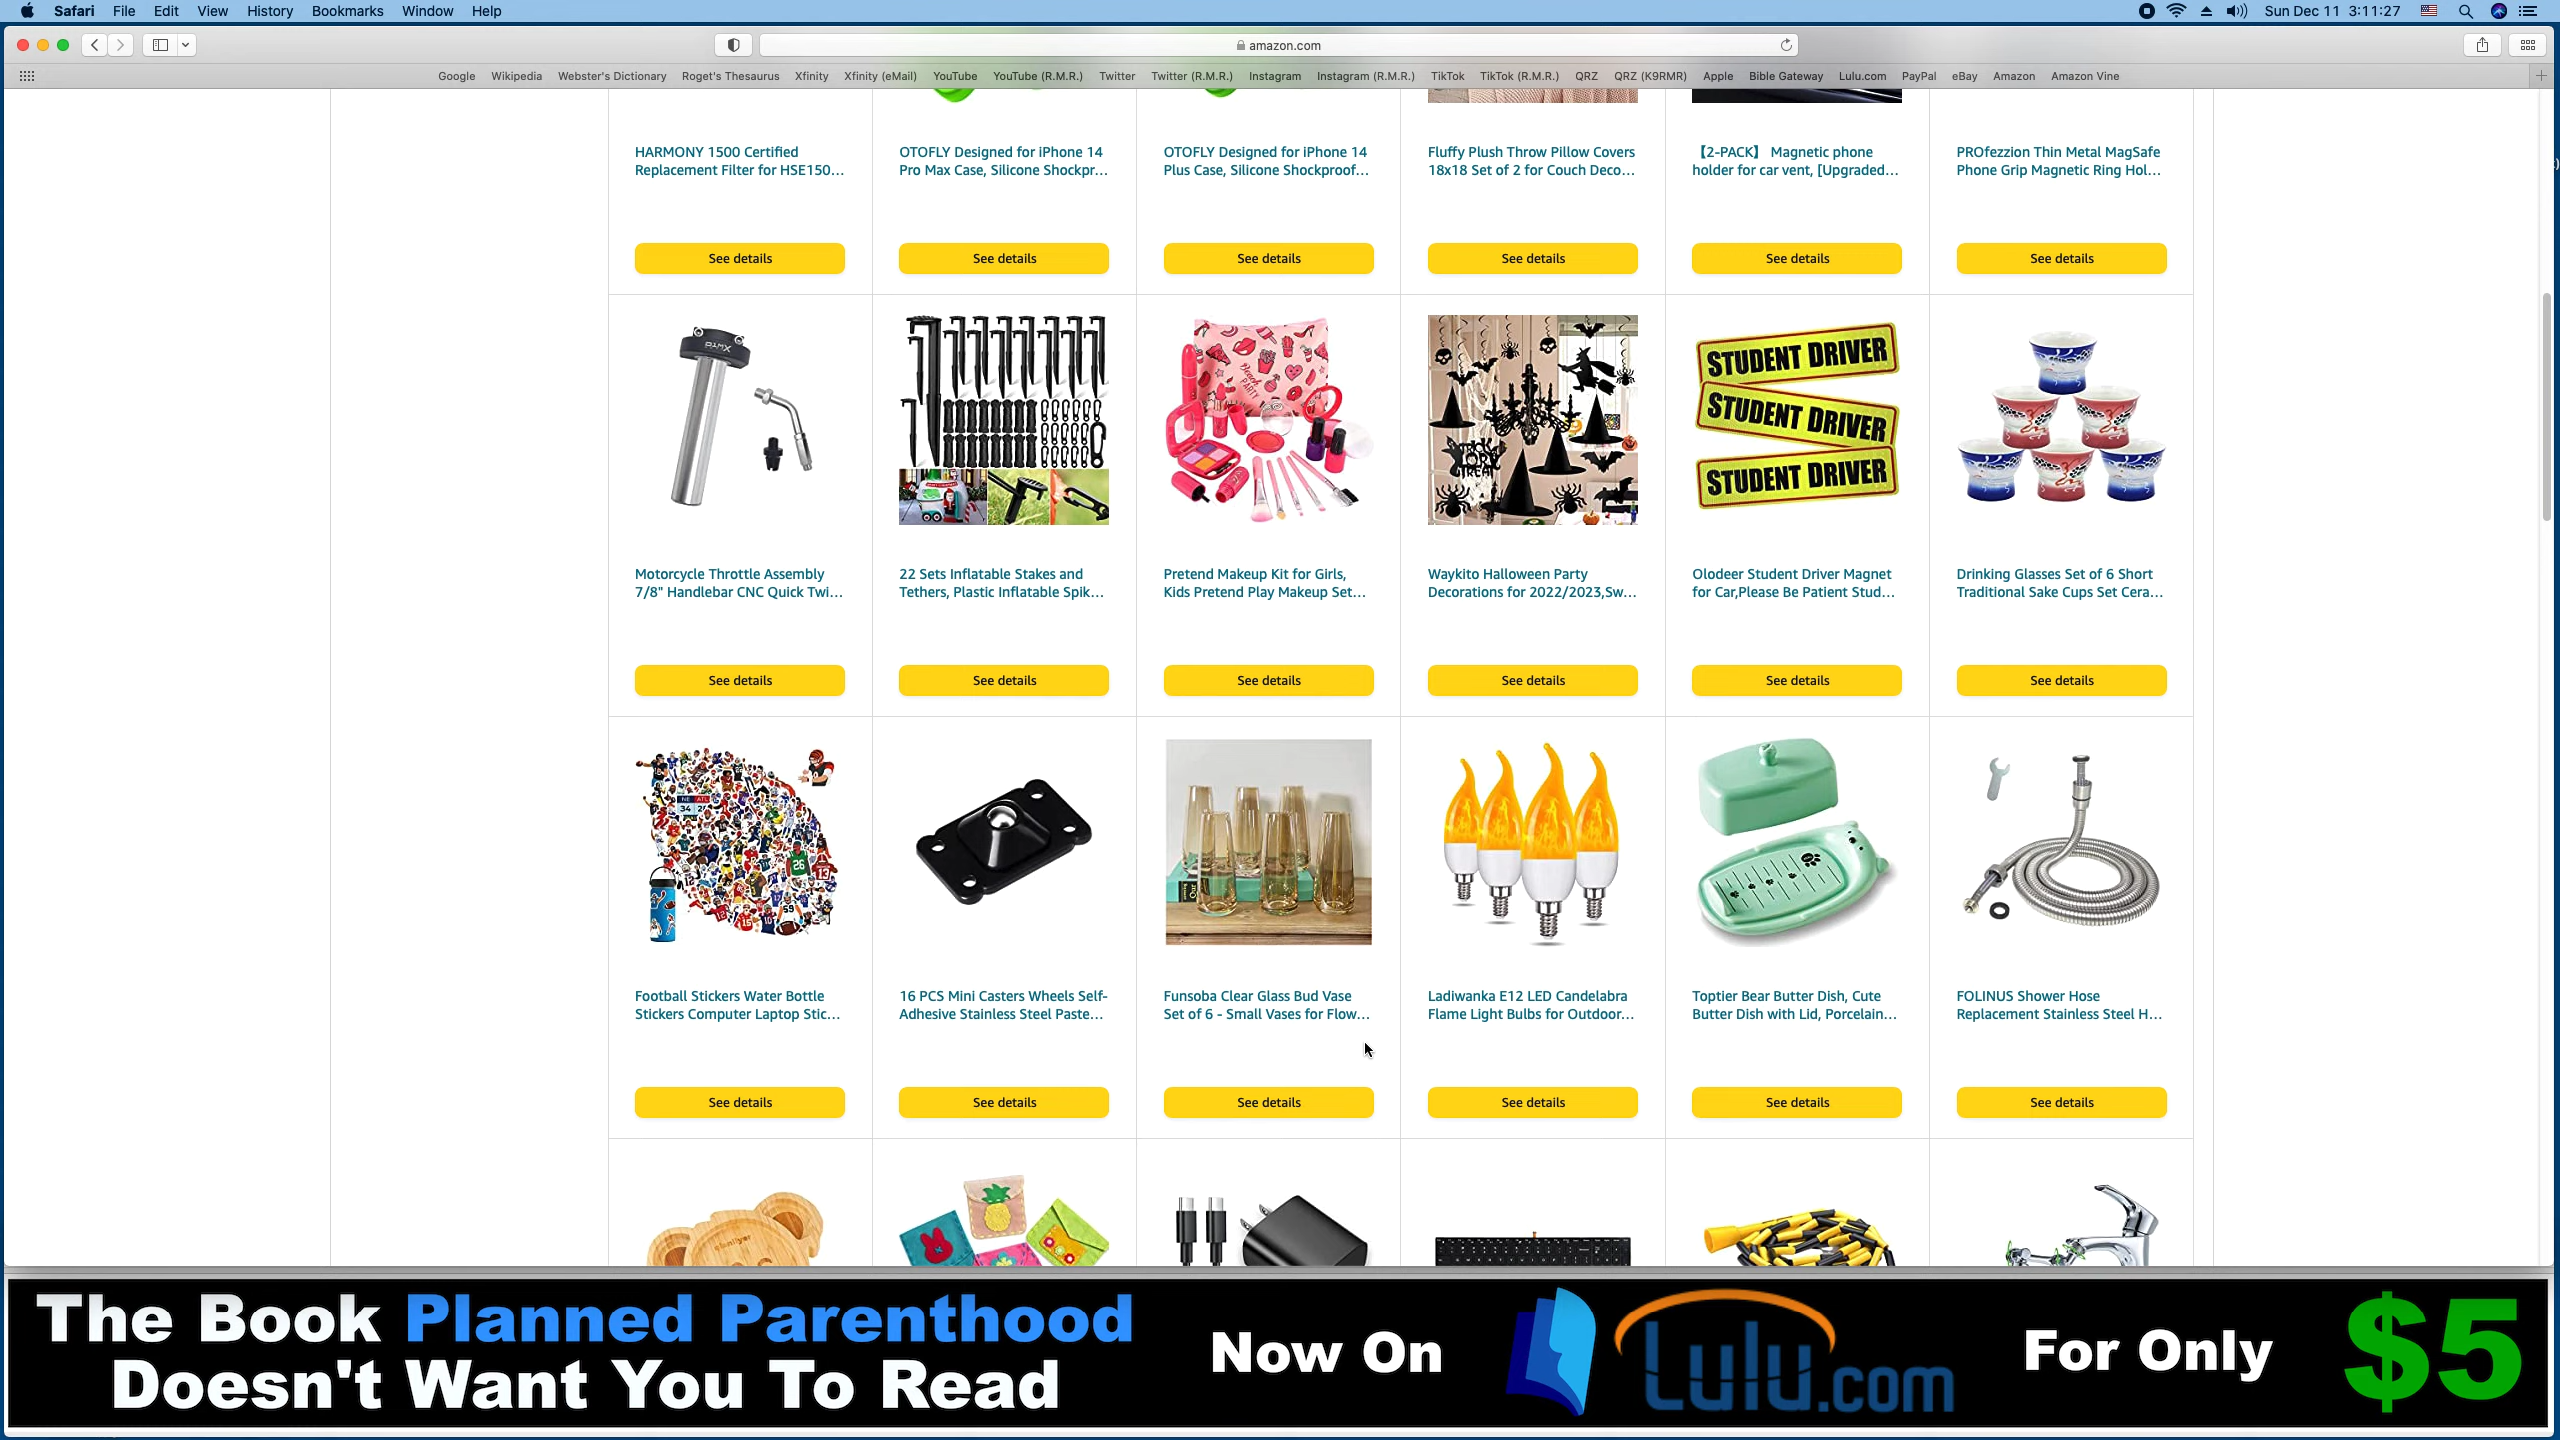 Safari File Edit View History Bookmarks Window Help
Sun Dec 11 3:11:27
amazon.com
Google Wikipedia Webster's Dictionary Roget's Thesaurus Xfinity Xfinity (eMail) YouTube YouTube (R.M.R.) Twitter Twitter (R.M.R.) Instagram Instagram (R.M.R.) TikTok TikTok (R.M.R.) QRZ QRZ (K9RMR) Apple Bible Gateway Lulu.com PayPal eBay Amazon Amazon Vine
HARMONY 1500 Certified
Replacement Filter for HSE150…
OTOFLY Designed for iPhone 14
Pro Max Case, Silicone Shockpr…
OTOFLY Designed for iPhone 14
Plus Case, Silicone Shockproof…
Fluffy Plush Throw Pillow Covers
18x18 Set of 2 for Couch Deco…
【2-PACK】 Magnetic phone
holder for car vent, [Upgraded…
PROfezzion Thin Metal MagSafe
Phone Grip Magnetic Ring Hol…
See details See details See details See details See details See details
TRICK
OR
TREAT
STUDENT DRIVER
STUDENT DRIVER
STUDENT DRIVER
Motorcycle Throttle Assembly
7/8" Handlebar CNC Quick Twi…
22 Sets Inflatable Stakes and
Tethers, Plastic Inflatable Spik…
Pretend Makeup Kit for Girls,
Kids Pretend Play Makeup Set…
Waykito Halloween Party
Decorations for 2022/2023,Sw…
Olodeer Student Driver Magnet
for Car,Please Be Patient Stud…
Drinking Glasses Set of 6 Short
Traditional Sake Cups Set Cera…
See details See details See details See details See details See details
Football Stickers Water Bottle
Stickers Computer Laptop Stic…
16 PCS Mini Casters Wheels Self-
Adhesive Stainless Steel Paste…
Funsoba Clear Glass Bud Vase
Set of 6 - Small Vases for Flow…
Ladiwanka E12 LED Candelabra
Flame Light Bulbs for Outdoor…
Toptier Bear Butter Dish, Cute
Butter Dish with Lid, Porcelain…
FOLINUS Shower Hose
Replacement Stainless Steel H…
See details See details See details See details See details See details
The Book Planned Parenthood
Doesn't Want You To Read
Now On
Lulu.com
For Only
$5